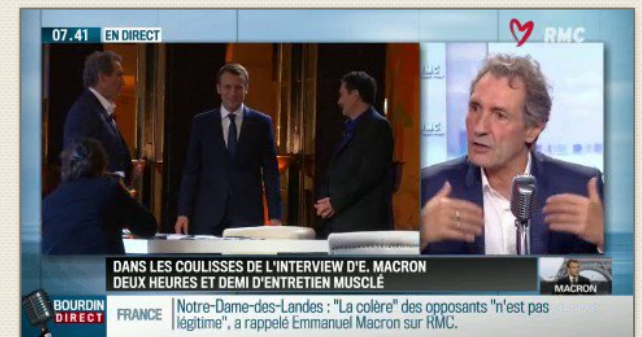 07.41 EN DIRECT
RMC
RMC
DANS LES COULISSES DE L'INTERVIEW D'E. MACRON
DEUX HEURES ET DEMI D'ENTRETIEN MUSCLÉ
MACRON
BOURDIN
DIRECT
FRANCE
Notre-Dame-des-Landes : "La colère" des opposants "n'est pas
légitime", a rappelé Emmanuel Macron sur RMC.